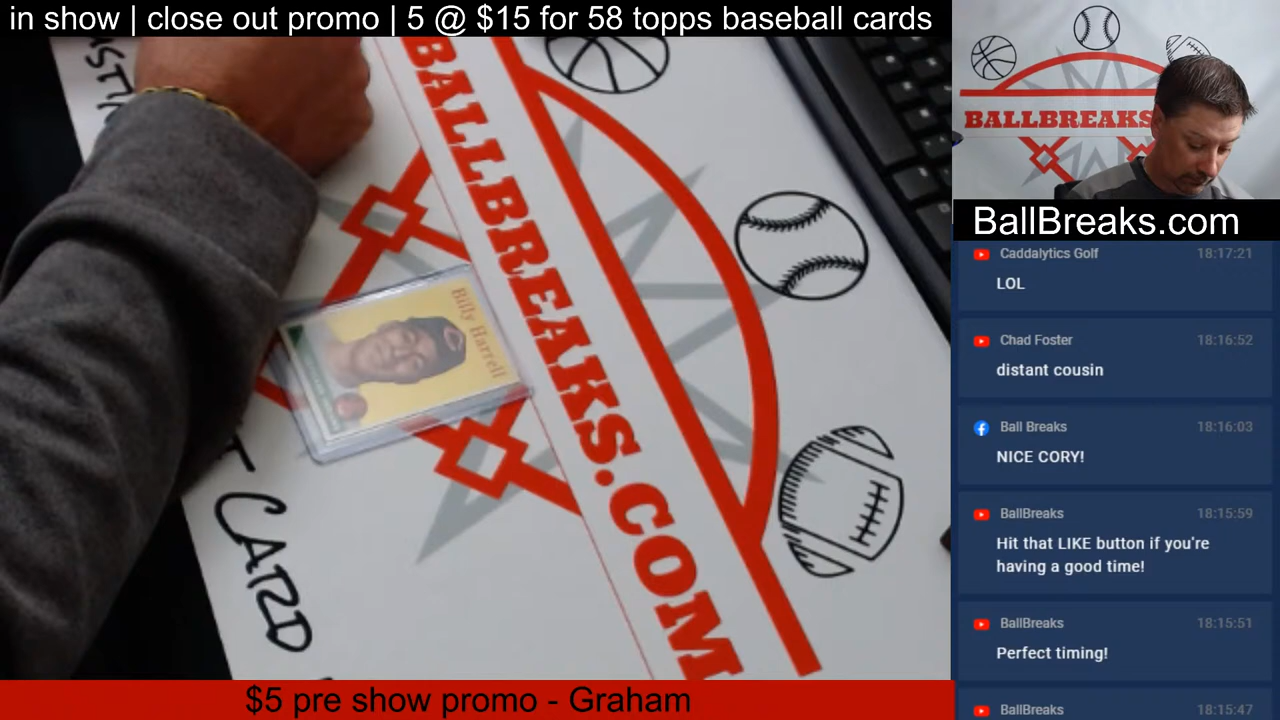 in show | close out promo | 5 @ $15 for 58 topps baseball cards
BALLBREAKS.COM
Billy Harrell
CARD
BALLBREAKS
BallBreaks.com
Caddalytics Golf 18:17:21
LOL
Chad Foster 18:16:52
distant cousin
Ball Breaks 18:16:03
NICE CORY!
BallBreaks 18:15:59
Hit that LIKE button if you're
having a good time!
BallBreaks 18:15:51
Perfect timing!
BallBreaks 18:15:47
$5 pre show promo - Graham